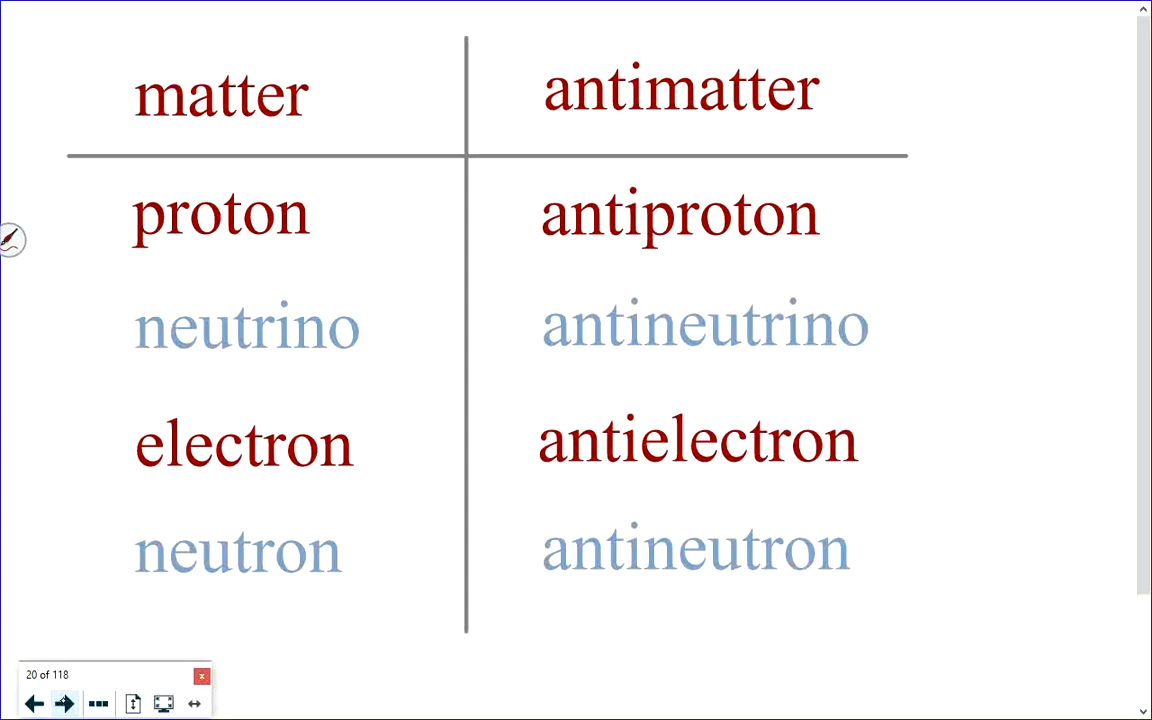 matter antimatter
proton antiproton
neutrino antineutrino
electron antielectron
neutron antineutron
20 of 118
x